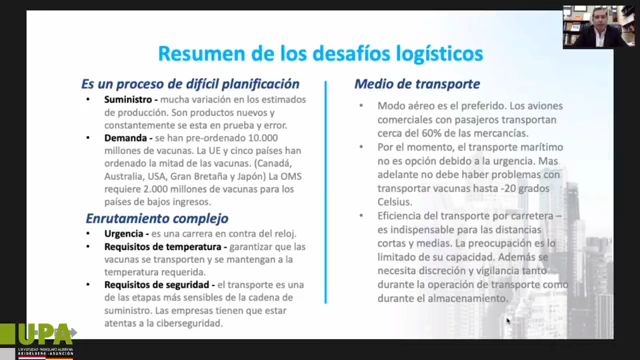 Resumen de los desafíos logísticos
Es un proceso de difícil planificación
• Suministro - mucha variación en los estimados
de producción. Son productos nuevos y
constantemente se esta en prueba y error.
• Demanda - se han pre-ordenado 10.000
millones de vacunas. La UE y cinco países han
ordenado la mitad de las vacunas. (Canadá,
Australia, USA, Gran Bretaña y Japón) La OMS
requiere 2.000 millones de vacunas para los
países de bajos ingresos.
Enrutamiento complejo
• Urgencia - es una carrera en contra del reloj.
• Requisitos de temperatura - garantizar que las
vacunas se transporten y se mantengan a la
temperatura requerida.
• Requisitos de seguridad - el transporte es una
de las etapas más sensibles de la cadena de
suministro. Las empresas tienen que estar
atentas a la ciberseguridad.
Medio de transporte
• Modo aéreo es el preferido. Los aviones
comerciales con pasajeros transportan
cerca del 60% de las mercancías.
• Por el momento, el transporte marítimo
no es opción debido a la urgencia. Mas
adelante no debe haber problemas con
transportar vacunas hasta -20 grados
Celsius.
• Eficiencia del transporte por carretera –
es indispensable para las distancias
cortas y medias. La preocupación es lo
limitado de su capacidad. Además se
necesita discreción y vigilancia tanto
durante la operación de transporte como
durante el almacenamiento.
UPA
HEIDELBERG - ASUNCIÓN